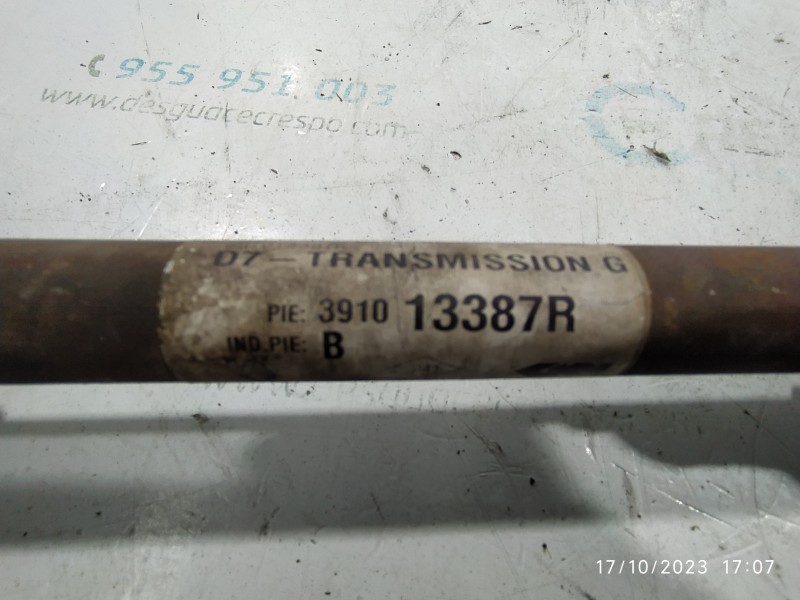 955 951 003
www.desguacecrespo.com
D7-TRANSMISSION G
PIE: 3910 13387R
IND.PIE: B
17/10/2023 17:07